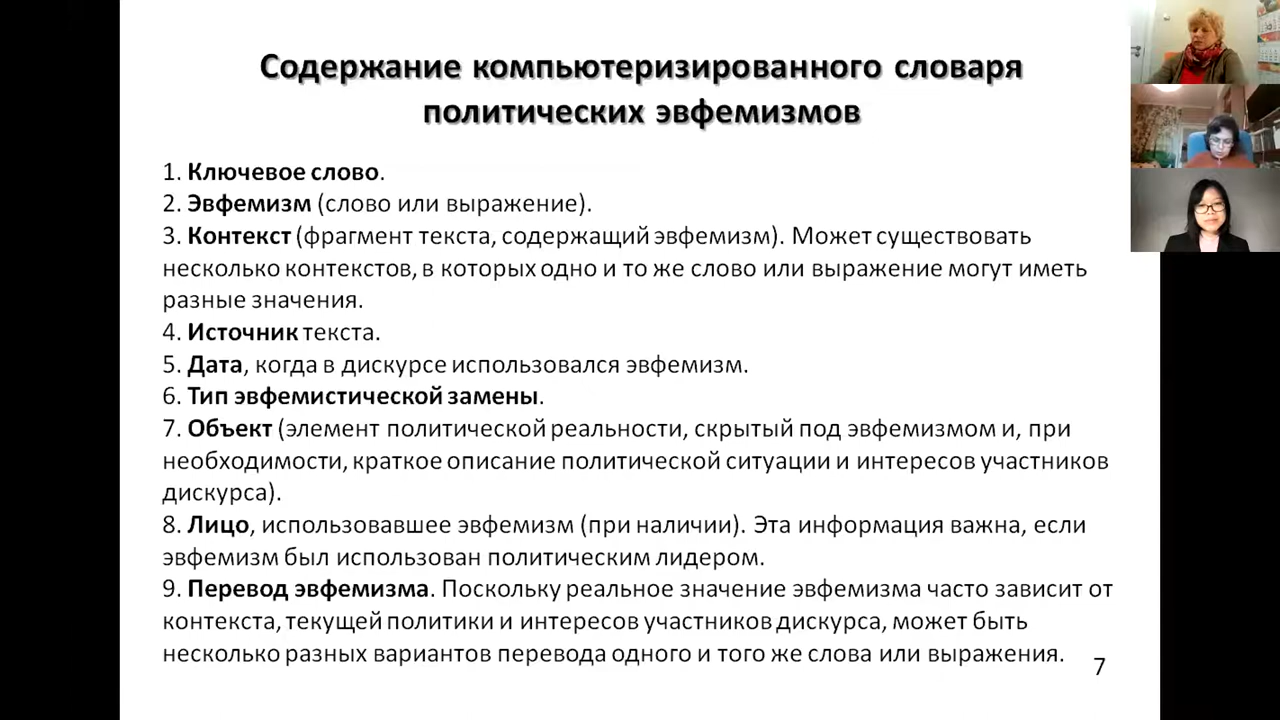 Содержание компьютеризированного словаря
политических эвфемизмов
1. Ключевое слово.
2. Эвфемизм (слово или выражение).
3. Контекст (фрагмент текста, содержащий эвфемизм). Может существовать
несколько контекстов, в которых одно и то же слово или выражение могут иметь
разные значения.
4. Источник текста.
5. Дата, когда в дискурсе использовался эвфемизм.
6. Тип эвфемистической замены.
7. Объект (элемент политической реальности, скрытый под эвфемизмом и, при
необходимости, краткое описание политической ситуации и интересов участников
дискурса).
8. Лицо, использовавшее эвфемизм (при наличии). Эта информация важна, если
эвфемизм был использован политическим лидером.
9. Перевод эвфемизма. Поскольку реальное значение эвфемизма часто зависит от
контекста, текущей политики и интересов участников дискурса, может быть
несколько разных вариантов перевода одного и того же слова или выражения.
7